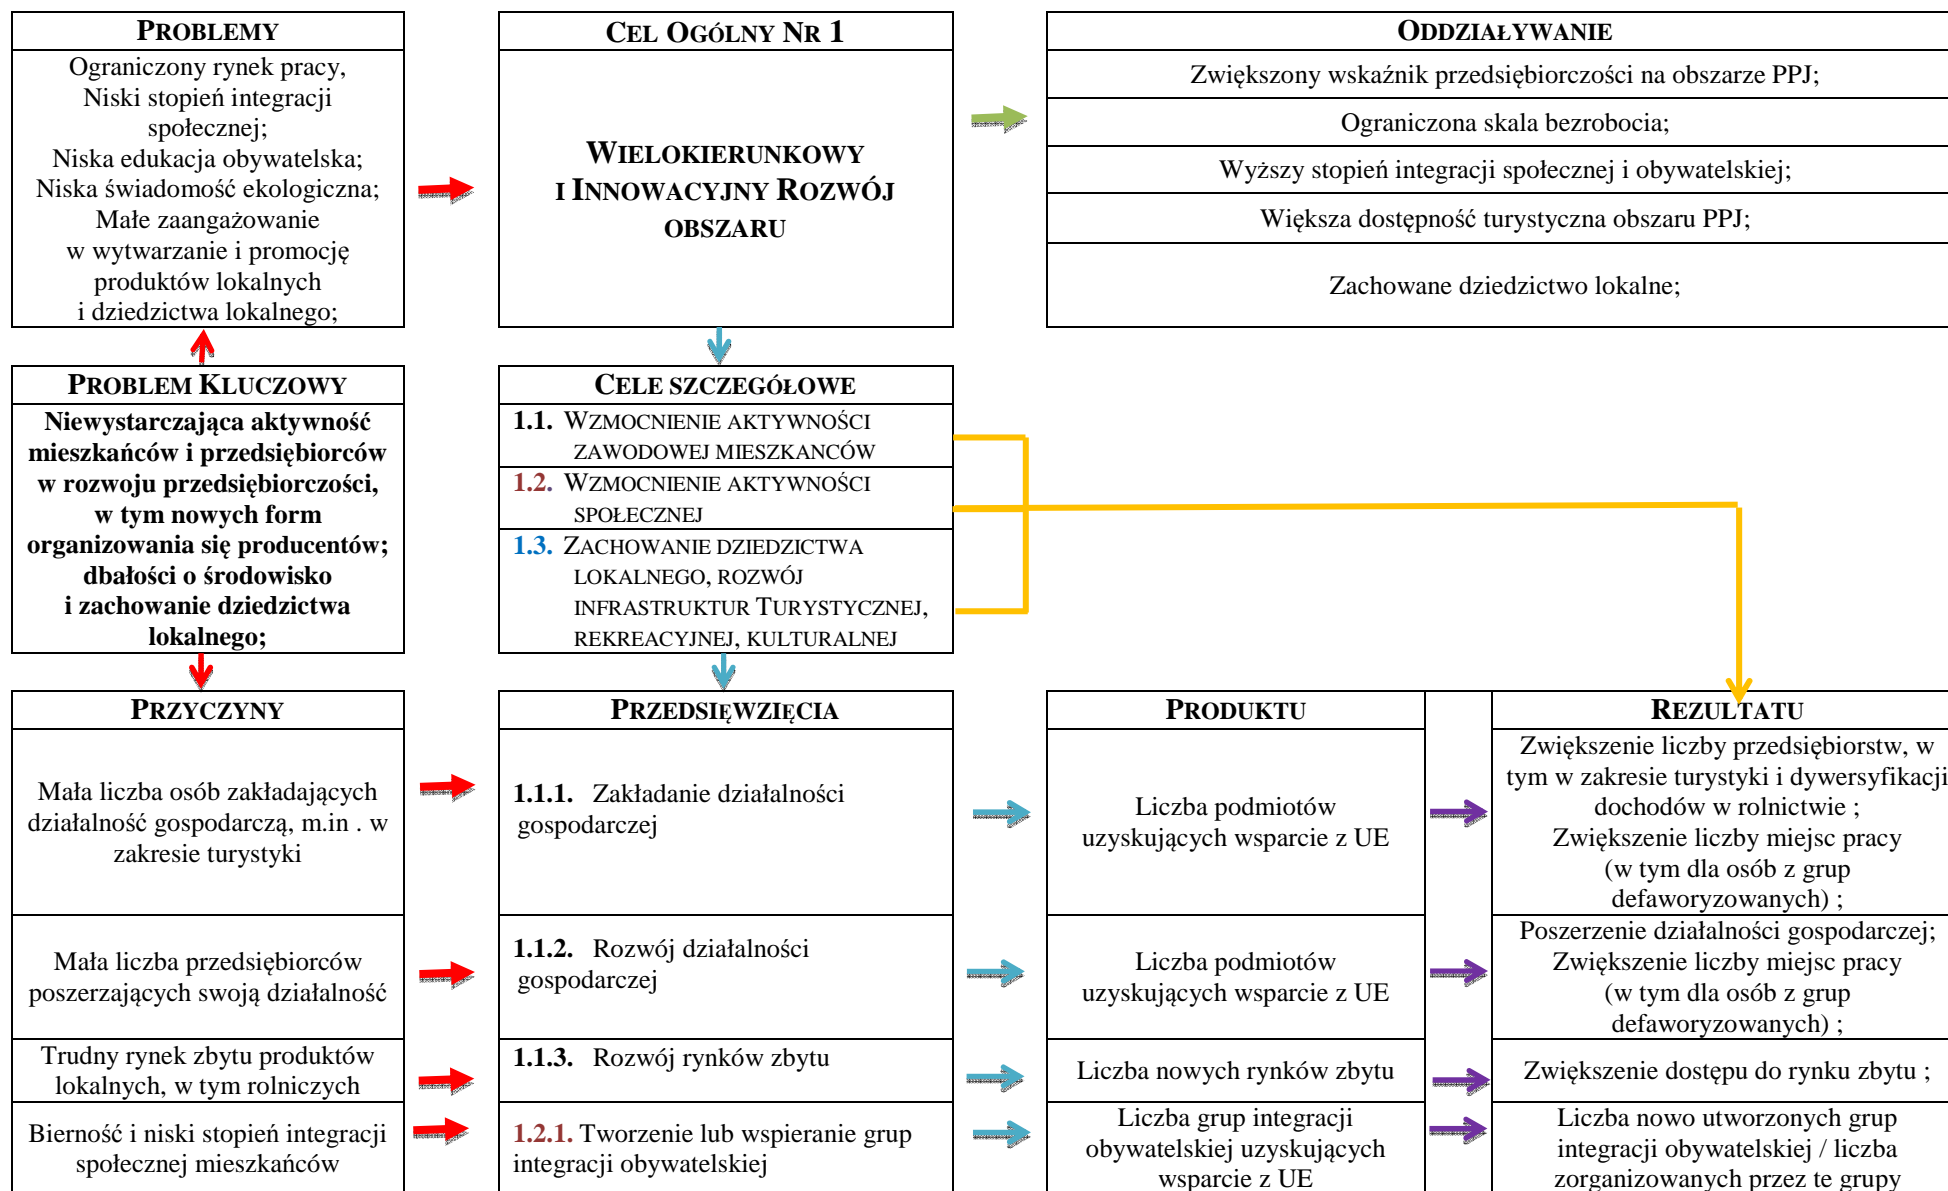 PROBLEMY
Ograniczony rynek pracy,
Niski stopień integracji
społecznej;
Niska edukacja obywatelska;
Niska świadomość ekologiczna;
Małe zaangażowanie
w wytwarzanie i promocję
produktów lokalnych
i dziedzictwa lokalnego;
CEL OGÓLNY NR 1
WIELOKIERUNKOWY
I INNOWACYJNY ROZWÓJ
OBSZARU
ODDZIAŁYWANIE
Zwiększony wskaźnik przedsiębiorczości na obszarze PPJ;
Ograniczona skala bezrobocia;
Wyższy stopień integracji społecznej i obywatelskiej;
Większa dostępność turystyczna obszaru PPJ;
Zachowane dziedzictwo lokalne;
PROBLEM KLUCZOWY
Niewystarczająca aktywność
mieszkańców i przedsiębiorców
w rozwoju przedsiębiorczości,
w tym nowych form
organizowania się producentów;
dbałości o środowisko
i zachowanie dziedzictwa
lokalnego;
CELE SZCZEGÓŁOWE
1.1. WZMOCNIENIE AKTYWNOŚCI
ZAWODOWEJ MIESZKANCÓW
1.2. WZMOCNIENIE AKTYWNOŚCI
SPOŁECZNEJ
1.3. ZACHOWANIE DZIEDZICTWA
LOKALNEGO, ROZWÓJ
INFRASTRUKTUR TURYSTYCZNEJ,
REKREACYJNEJ, KULTURALNEJ
PRZYCZYNY
PRZEDSIĘWZIĘCIA
PRODUKTU
REZULTATU
Mała liczba osób zakładających
działalność gospodarczą, m.in . w
zakresie turystyki
1.1.1. Zakładanie działalności
gospodarczej
Liczba podmiotów
uzyskujących wsparcie z UE
Zwiększenie liczby przedsiębiorstw, w
tym w zakresie turystyki i dywersyfikacji
dochodów w rolnictwie ;
Zwiększenie liczby miejsc pracy
(w tym dla osób z grup
defaworyzowanych) ;
Mała liczba przedsiębiorców
poszerzających swoją działalność
1.1.2. Rozwój działalności
gospodarczej
Liczba podmiotów
uzyskujących wsparcie z UE
Poszerzenie działalności gospodarczej;
Zwiększenie liczby miejsc pracy
(w tym dla osób z grup
defaworyzowanych) ;
Trudny rynek zbytu produktów
lokalnych, w tym rolniczych
1.1.3. Rozwój rynków zbytu
Liczba nowych rynków zbytu
Zwiększenie dostępu do rynku zbytu ;
Bierność i niski stopień integracji
społecznej mieszkańców
1.2.1. Tworzenie lub wspieranie grup
integracji obywatelskiej
Liczba grup integracji
obywatelskiej uzyskujących
wsparcie z UE
Liczba nowo utworzonych grup
integracji obywatelskiej / liczba
zorganizowanych przez te grupy